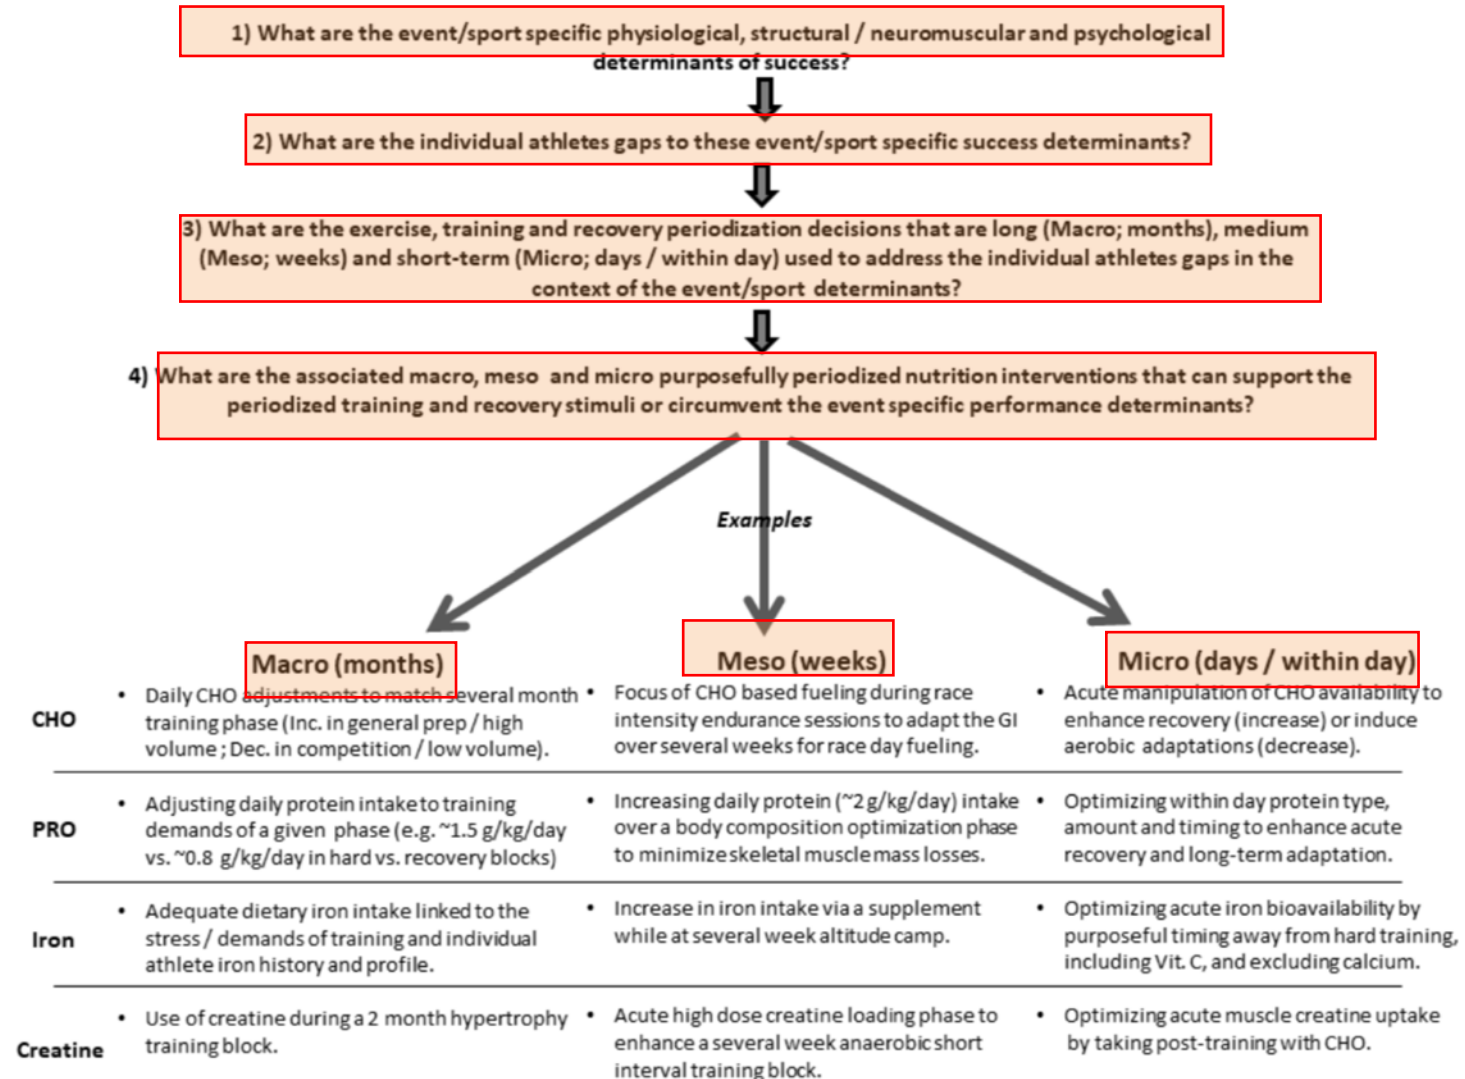 1) What are the event/sport specific physiological, structural / neuromuscular and psychological
determinants of success?
2) What are the individual athletes gaps to these event/sport specific success determinants?
3) What are the exercise, training and recovery periodization decisions that are long (Macro; months), medium
(Meso; weeks) and short-term (Micro; days / within day) used to address the individual athletes gaps in the
context of the event/sport determinants?
4) What are the associated macro, meso and micro purposefully periodized nutrition interventions that can support the
periodized training and recovery stimuli or circumvent the event specific performance determinants?
Examples
Macro (months)
Meso (weeks)
Micro (days / within day)
CHO
• Daily CHO adjustments to match several month
training phase (Inc. in general prep / high
volume ; Dec. in competition / low volume).
• Focus of CHO based fueling during race
intensity endurance sessions to adapt the GI
over several weeks for race day fueling.
• Acute manipulation of CHO availability to
enhance recovery (increase) or induce
aerobic adaptations (decrease).
PRO
• Adjusting daily protein intake to training
demands of a given phase (e.g. ~1.5 g/kg/day
vs. ~0.8 g/kg/day in hard vs. recovery blocks)
• Increasing daily protein (~2 g/kg/day) intake
over a body composition optimization phase
to minimize skeletal muscle mass losses.
• Optimizing within day protein type,
amount and timing to enhance acute
recovery and long-term adaptation.
Iron
• Adequate dietary iron intake linked to the
stress / demands of training and individual
athlete iron history and profile.
• Increase in iron intake via a supplement
while at several week altitude camp.
• Optimizing acute iron bioavailability by
purposeful timing away from hard training,
including Vit. C, and excluding calcium.
Creatine
• Use of creatine during a 2 month hypertrophy
training block.
• Acute high dose creatine loading phase to
enhance a several week anaerobic short
interval training block.
• Optimizing acute muscle creatine uptake
by taking post-training with CHO.